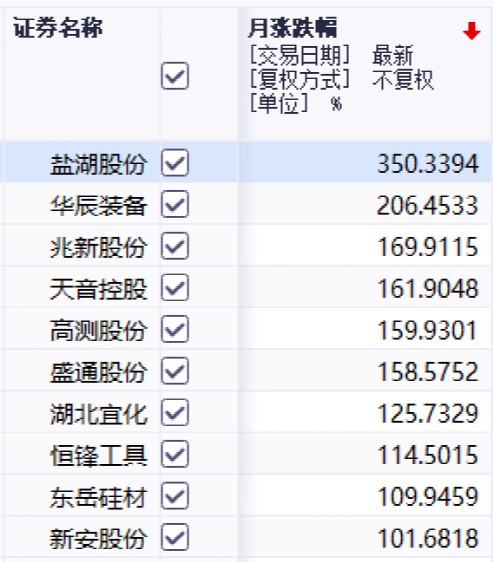 证券名称 月涨跌幅
[交易日期] 最新
[复权方式] 不复权
[单位] %
盐湖股份 350.3394
华辰装备 206.4533
兆新股份 169.9115
天音控股 161.9048
高测股份 159.9301
盛通股份 158.5752
湖北宜化 125.7329
恒锋工具 114.5015
东岳硅材 109.9459
新安股份 101.6818